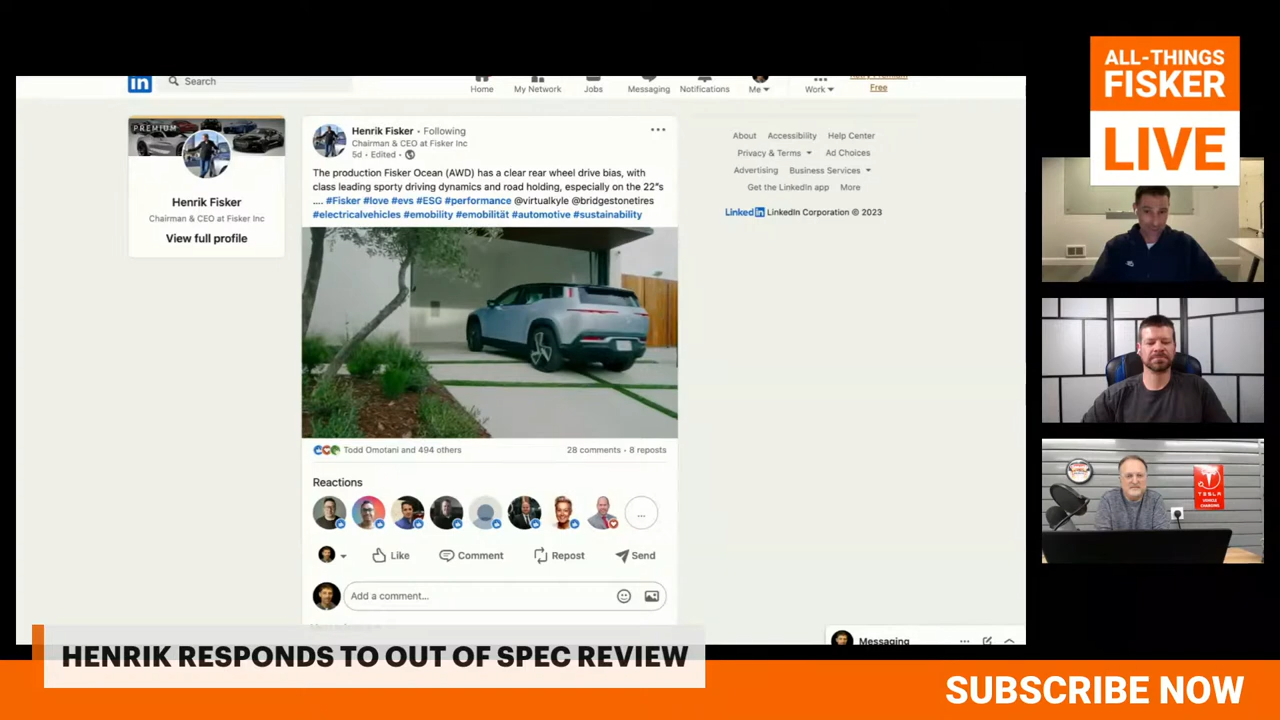 in
Search
Home
My Network
Jobs
Messaging
Notifications
Me
Work
Free
ALL-THINGS
FISKER
LIVE
PREMIUM
Henrik Fisker
Chairman & CEO at Fisker Inc
View full profile
Henrik Fisker • Following
Chairman & CEO at Fisker Inc
5d • Edited •
The production Fisker Ocean (AWD) has a clear rear wheel drive bias, with
class leading sporty driving dynamics and road holding, especially on the 22"s
.... #Fisker #love #evs #ESG #performance @virtualkyle @bridgestonetires
#electricalvehicles #emobility #emobilität #automotive #sustainability
Todd Omotani and 494 others
28 comments • 8 reposts
Reactions
...
Like
Comment
Repost
Send
Add a comment...
About Accessibility Help Center
Privacy & Terms Ad Choices
Advertising Business Services
Get the LinkedIn app More
LinkedIn LinkedIn Corporation © 2023
Messaging
TESLA
HENRIK RESPONDS TO OUT OF SPEC REVIEW
SUBSCRIBE NOW